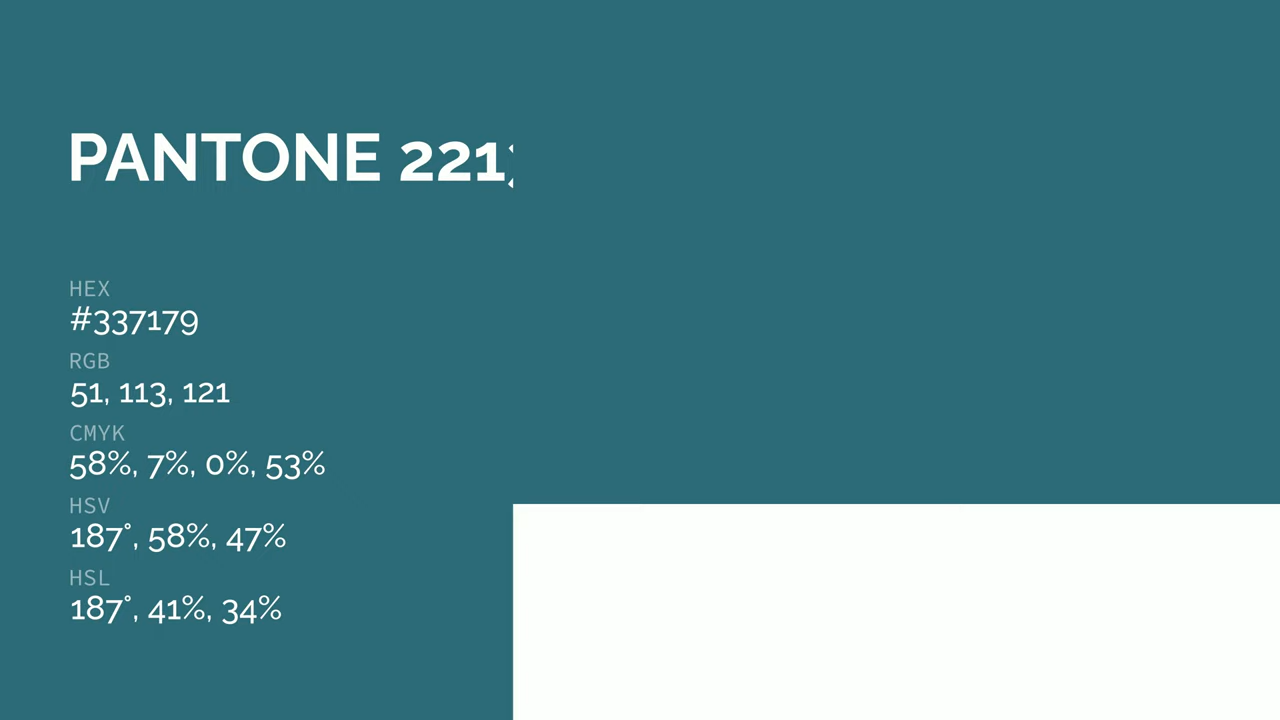 PANTONE 221
HEX
#337179
RGB
51, 113, 121
CMYK
58%, 7%, 0%, 53%
HSV
187°, 58%, 47%
HSL
187°, 41%, 34%